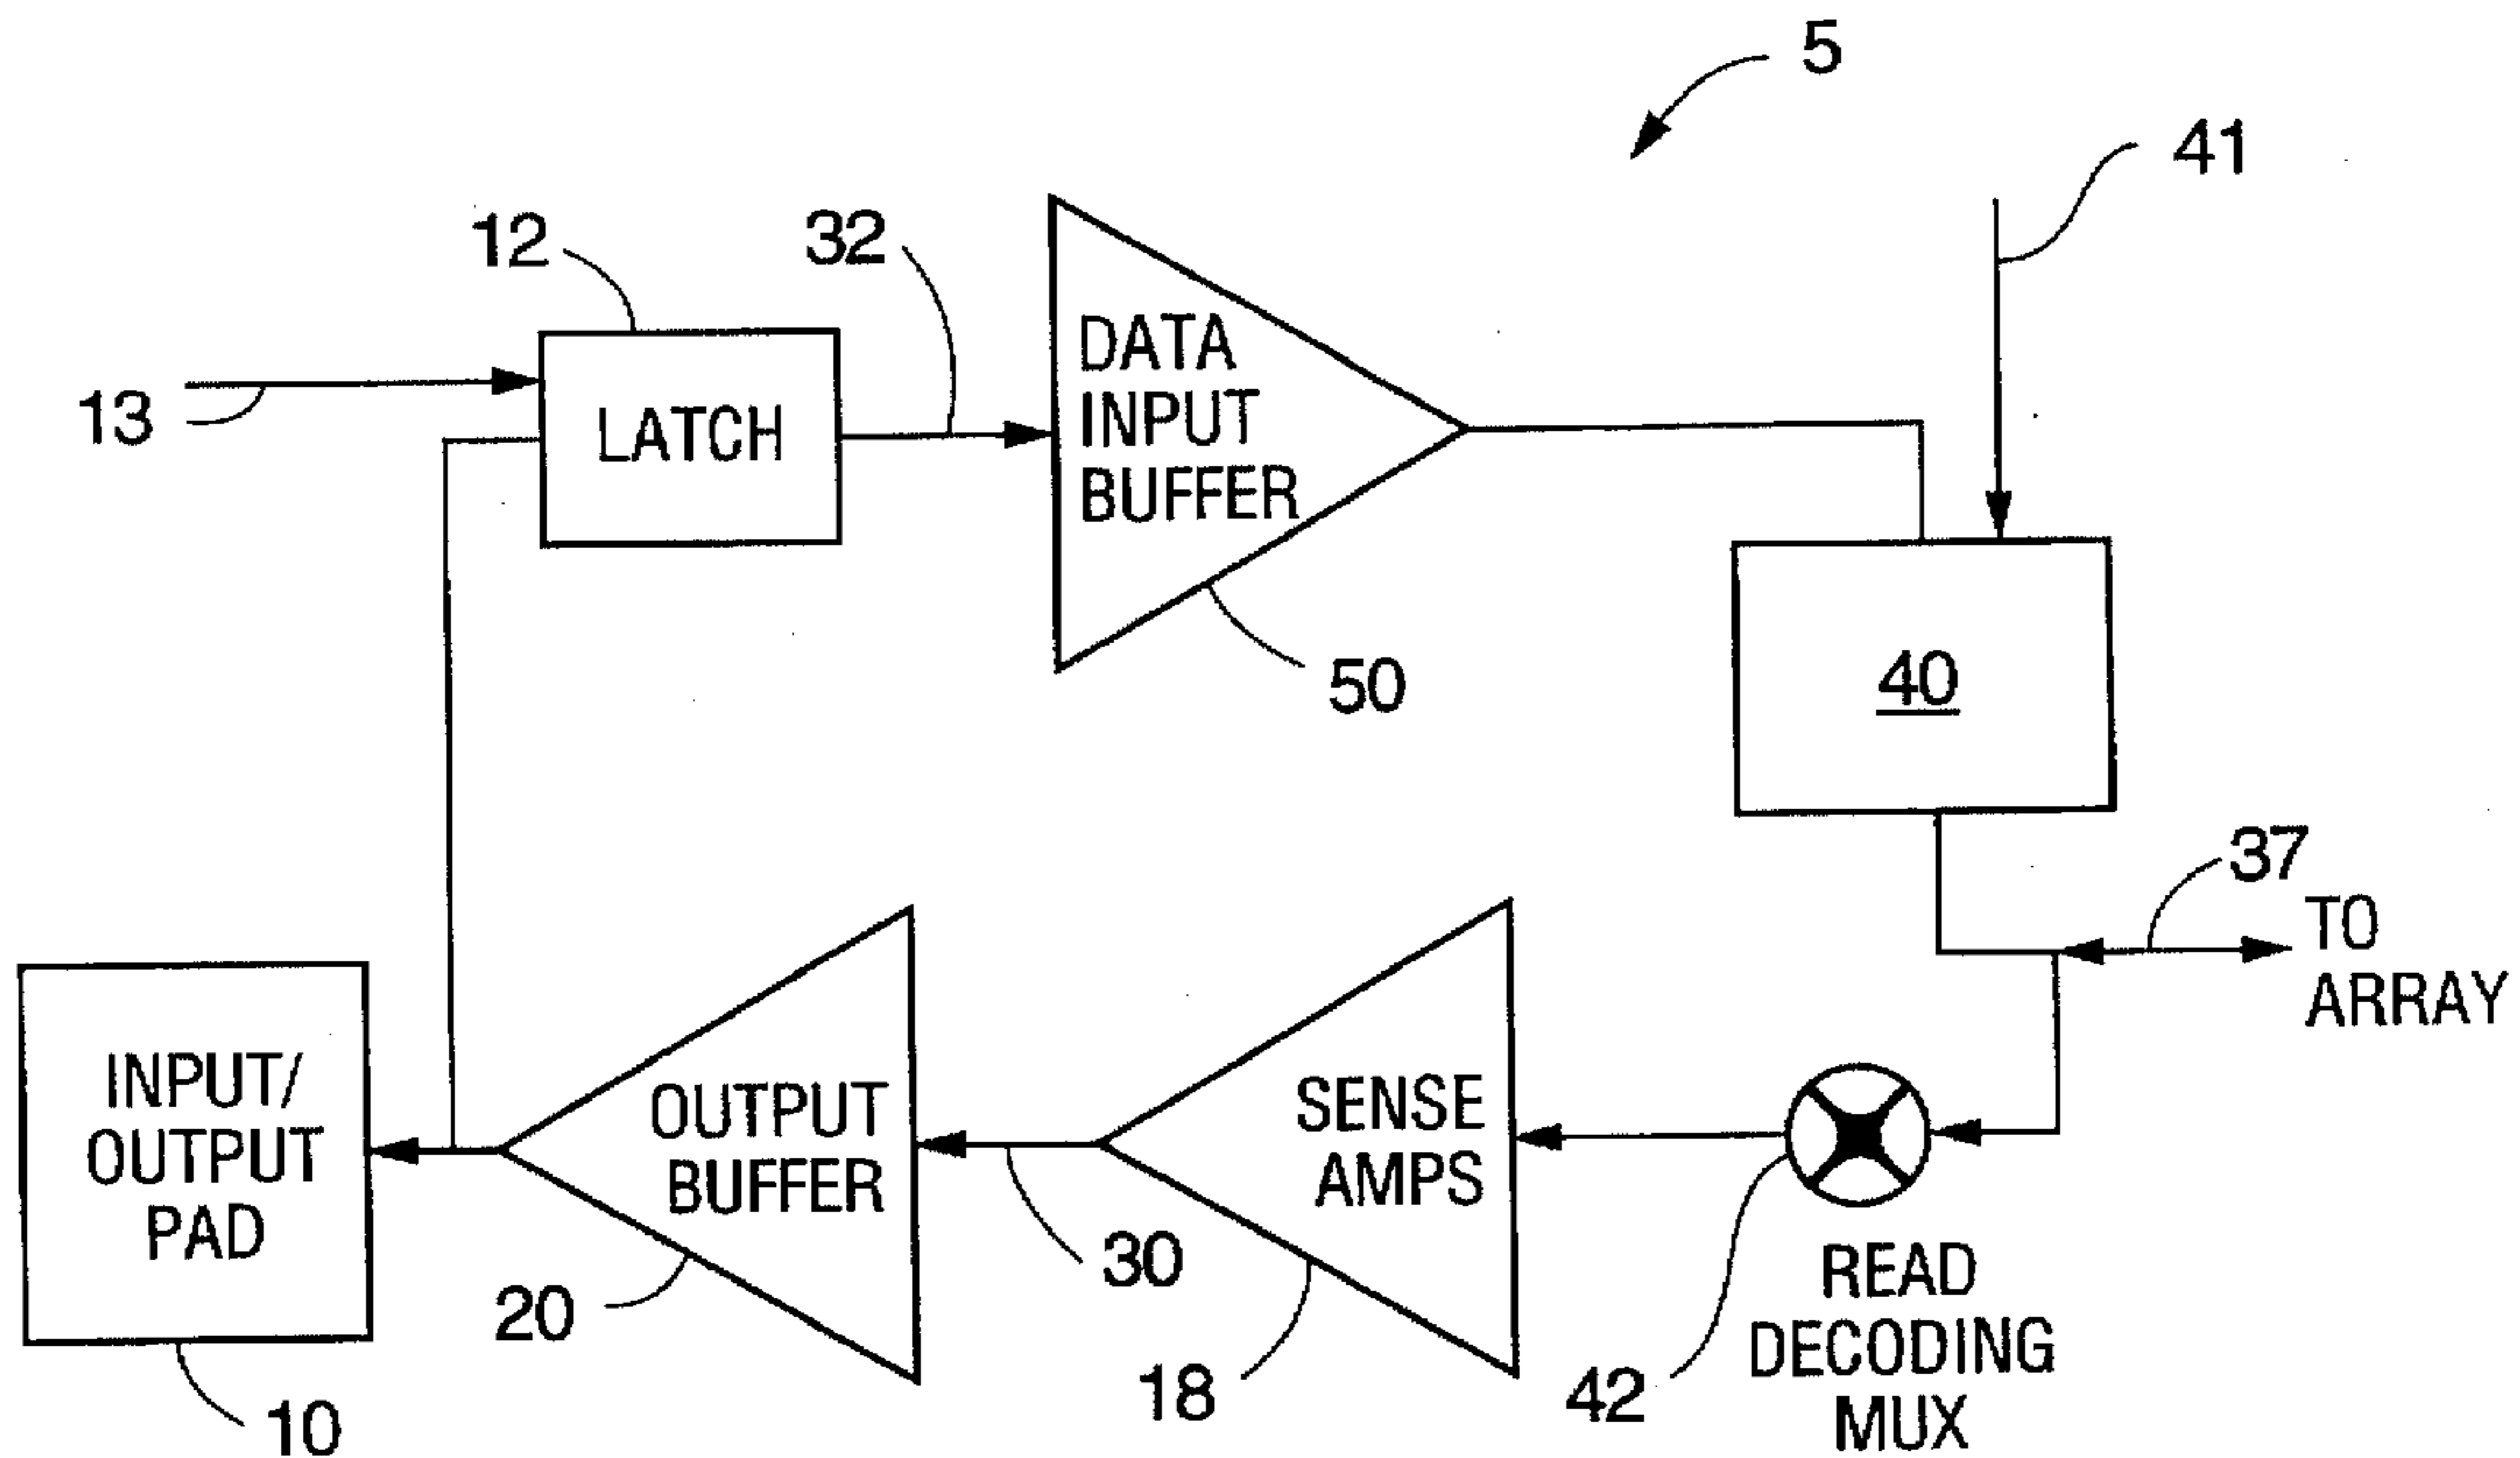 5
41
12
32
13
LATCH
DATA
INPUT
BUFFER
50
40
37
TO
ARRAY
INPUT/
OUTPUT
PAD
OUTPUT
BUFFER
SENSE
AMPS
20
30
10
18
42
READ
DECODING
MUX